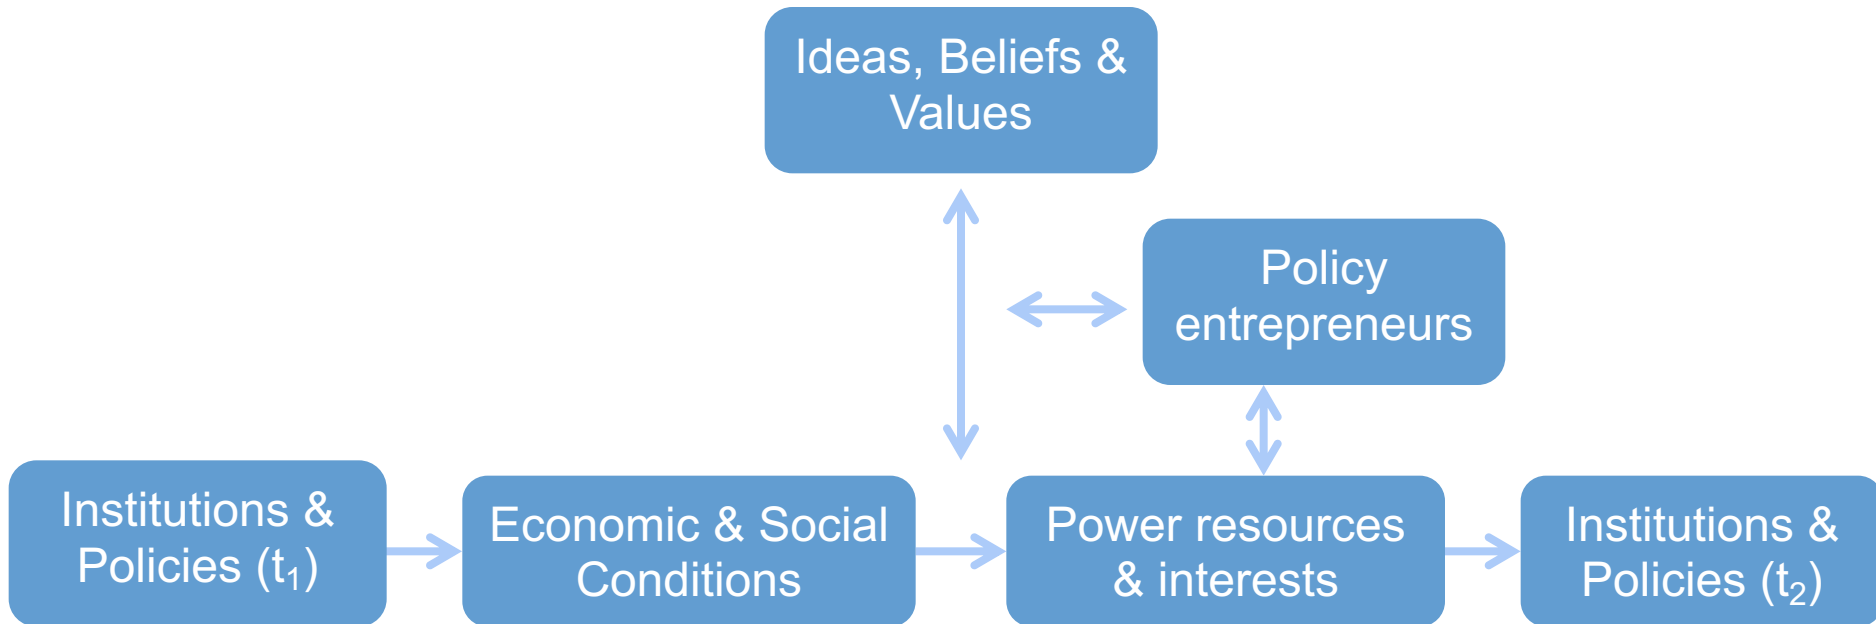 Ideas, Beliefs &
Values
Policy
entrepreneurs
Institutions &
Policies (t₁)
Economic & Social
Conditions
Power resources
& interests
Institutions &
Policies (t₂)